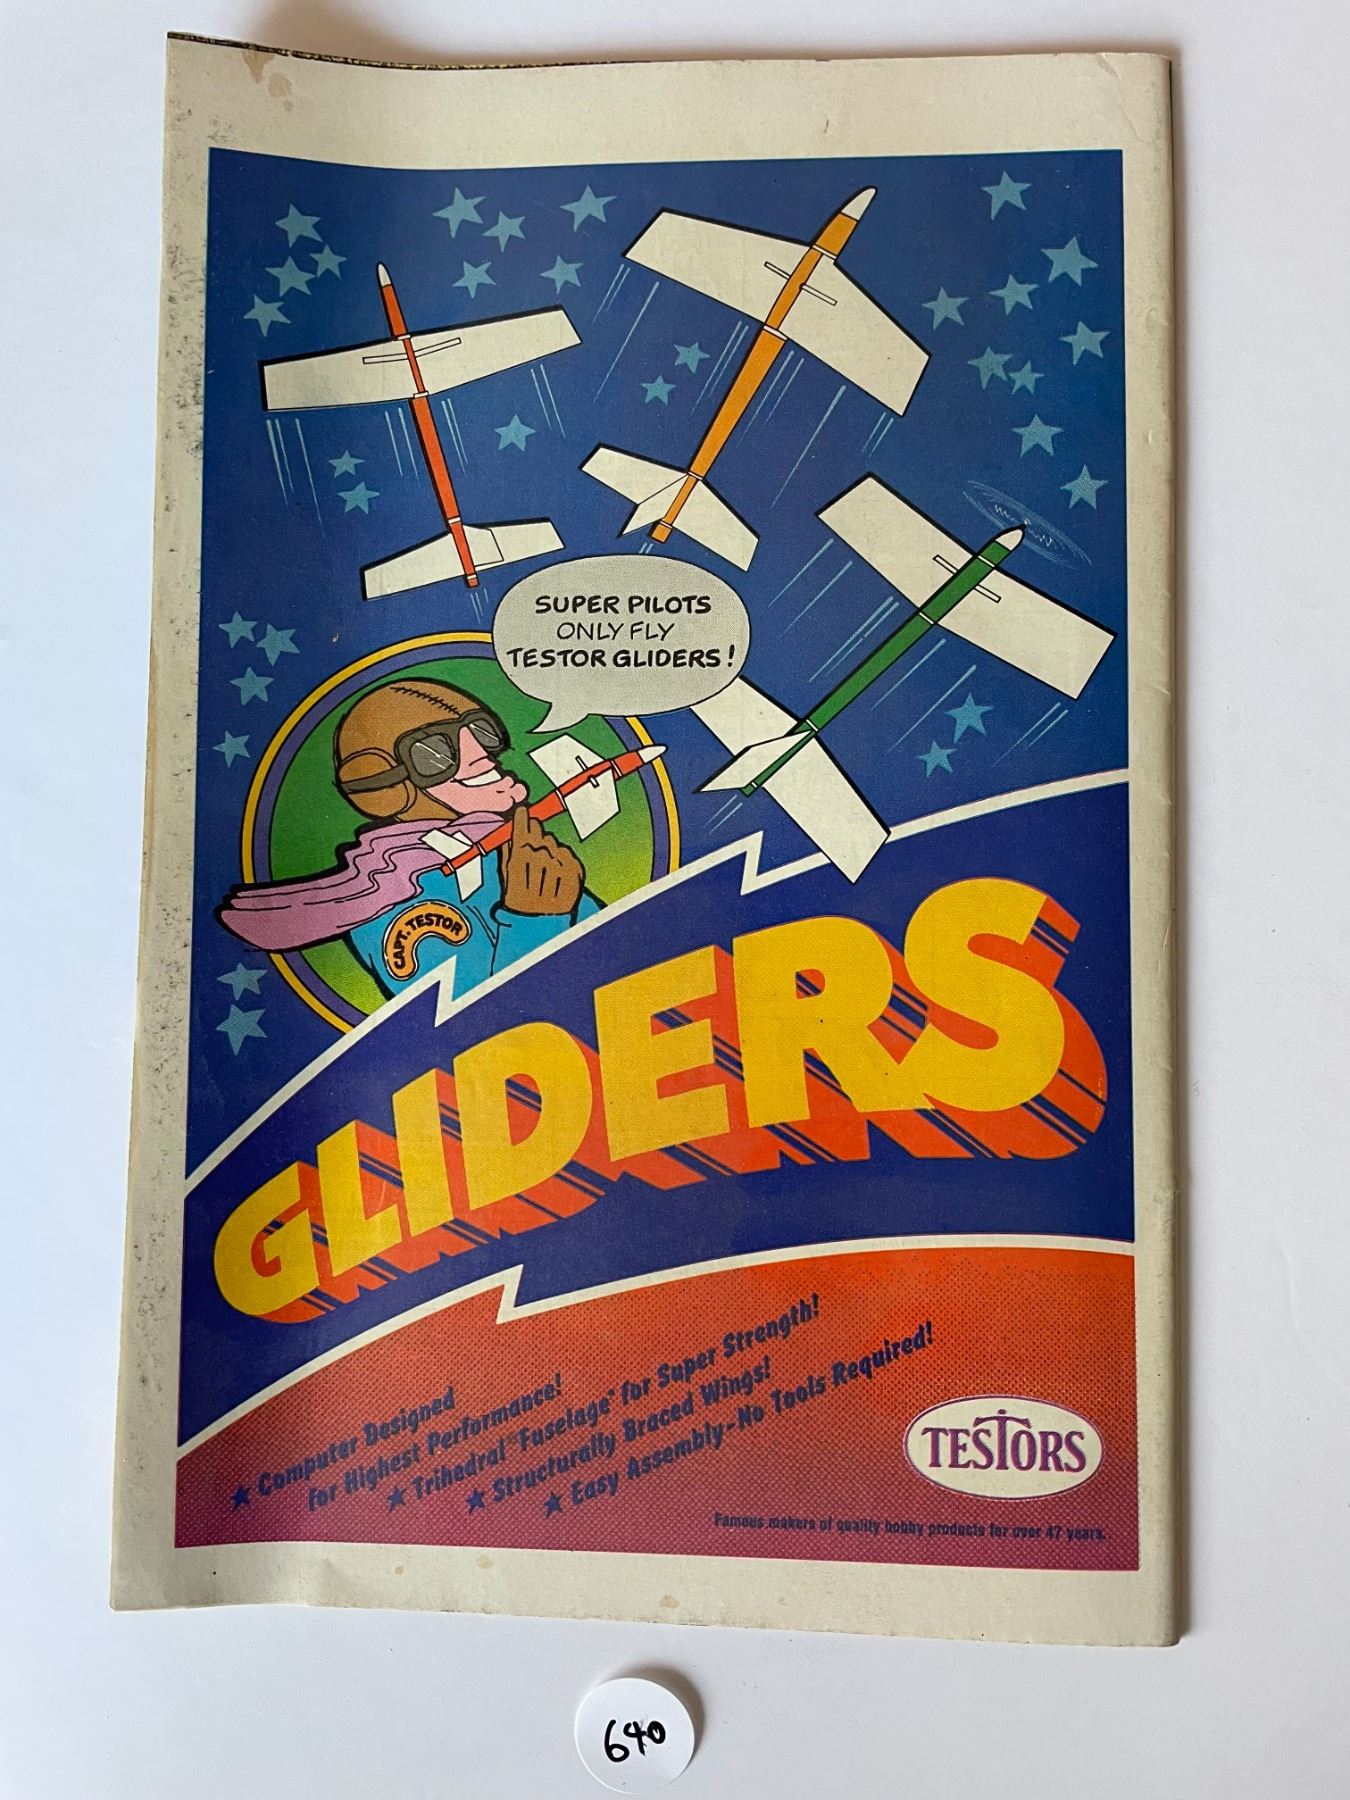 SUPER PILOTS
ONLY FLY
TESTOR GLIDERS!
CAPT. TESTOR
GLIDERS
★ Computer Designed
for Highest Performance!
★ Trihedral™ Fuselage for Super Strength!
★ Structurally Braced Wings!
★ Easy Assembly-No Tools Required!
TESTORS
Famous makers of quality hobby products for over 47 years.
640